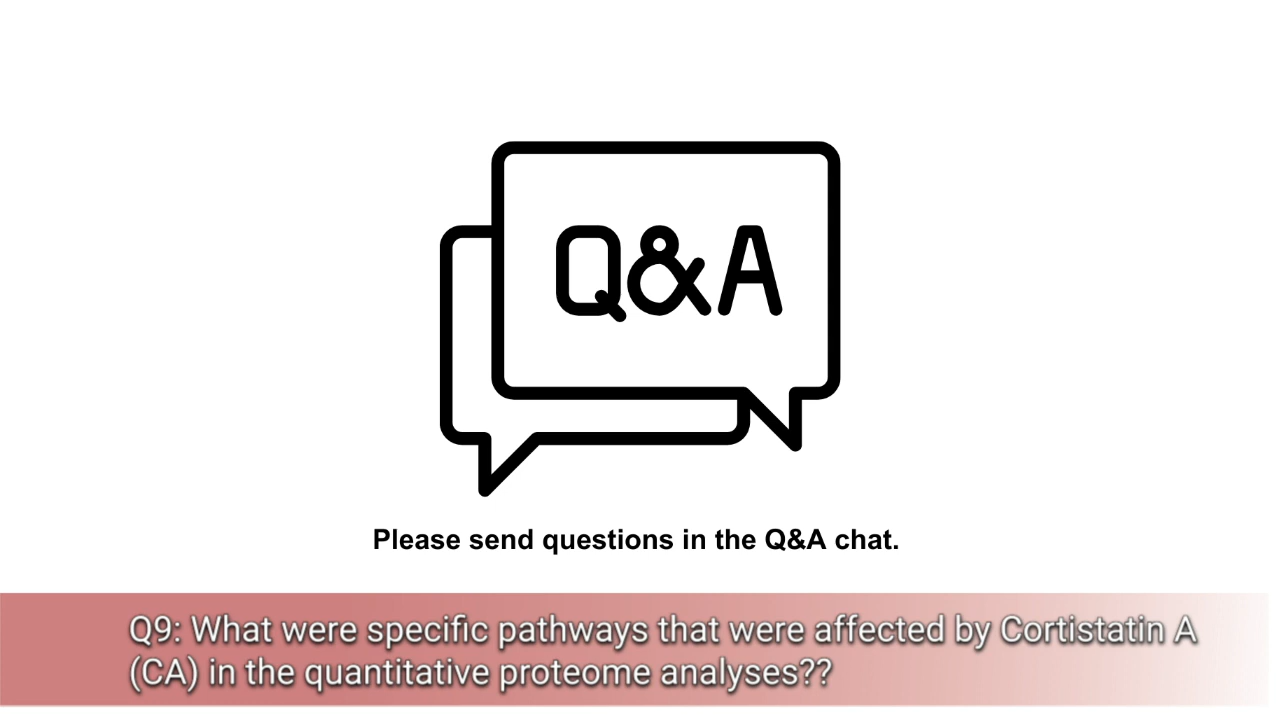 Q&A
Please send questions in the Q&A chat.
Q9: What were specific pathways that were affected by Cortistatin A
(CA) in the quantitative proteome analyses??